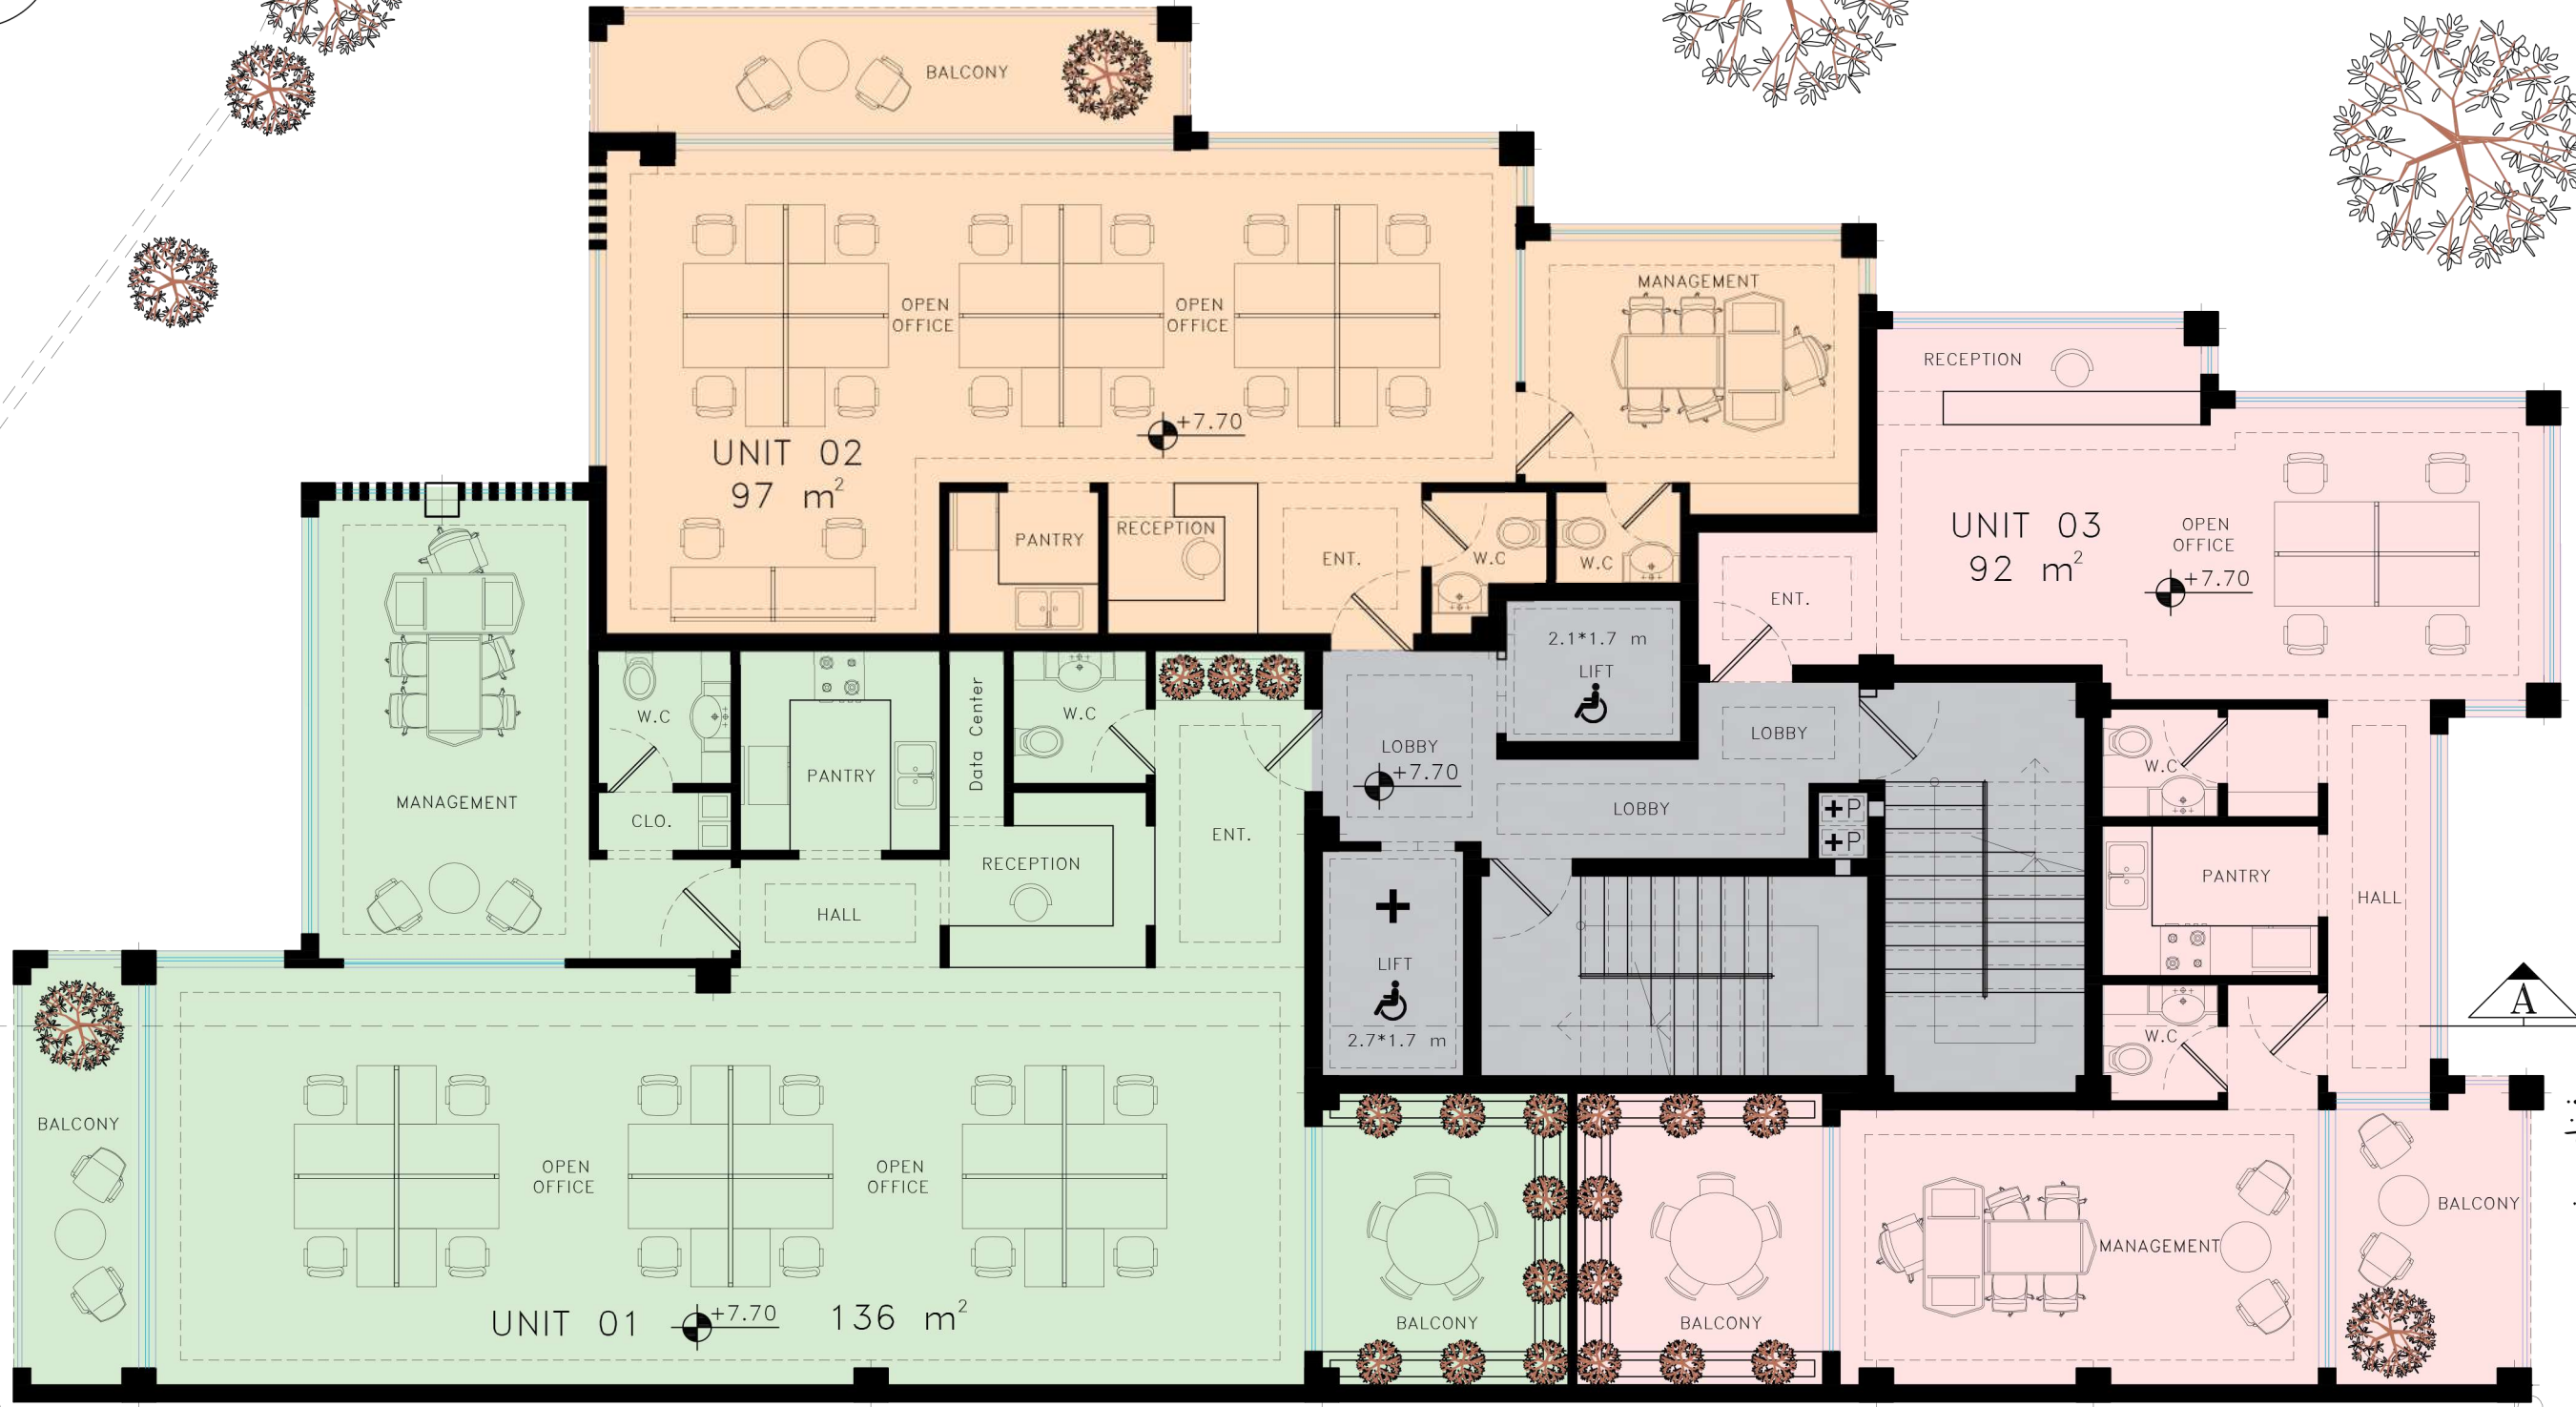 BALCONY
MANAGEMENT
OPEN
OFFICE
OPEN
OFFICE
RECEPTION
+7.70
UNIT 02
97 m²
PANTRY
RECEPTION
ENT.
W.C
W.C
UNIT 03
92 m²
OPEN
OFFICE
+7.70
ENT.
2.1*1.7 m
LIFT
W.C
PANTRY
Data Center
W.C
LOBBY
+7.70
LOBBY
LOBBY
MANAGEMENT
CLO.
ENT.
RECEPTION
HALL
+P
+P
W.C
PANTRY
HALL
LIFT
2.7*1.7 m
W.C
A
BALCONY
OPEN
OFFICE
OPEN
OFFICE
UNIT 01
+7.70
136 m²
BALCONY
BALCONY
MANAGEMENT
BALCONY